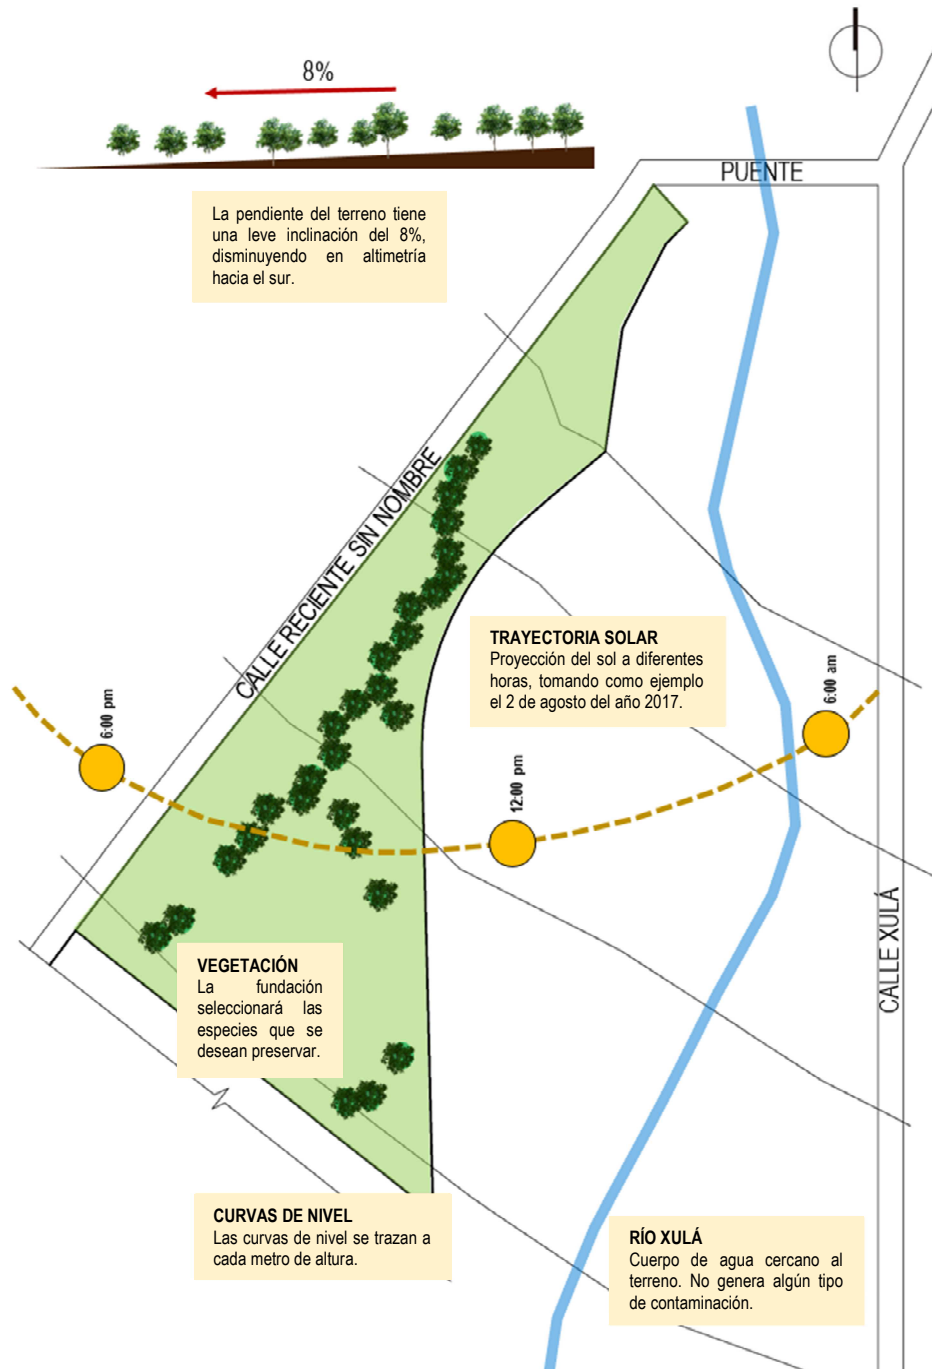 8%
PUENTE
La pendiente del terreno tiene
una leve inclinación del 8%,
disminuyendo en altimetría
hacia el sur.
CALLE RECIENTE SIN NOMBRE
TRAYECTORIA SOLAR
Proyección del sol a diferentes
horas, tomando como ejemplo
el 2 de agosto del año 2017.
6:00 pm
12:00 pm
6:00 am
CALLE XULÁ
VEGETACIÓN
La fundación
seleccionará las
especies que se
desean preservar.
CURVAS DE NIVEL
Las curvas de nivel se trazan a
cada metro de altura.
RÍO XULÁ
Cuerpo de agua cercano al
terreno. No genera algún tipo
de contaminación.